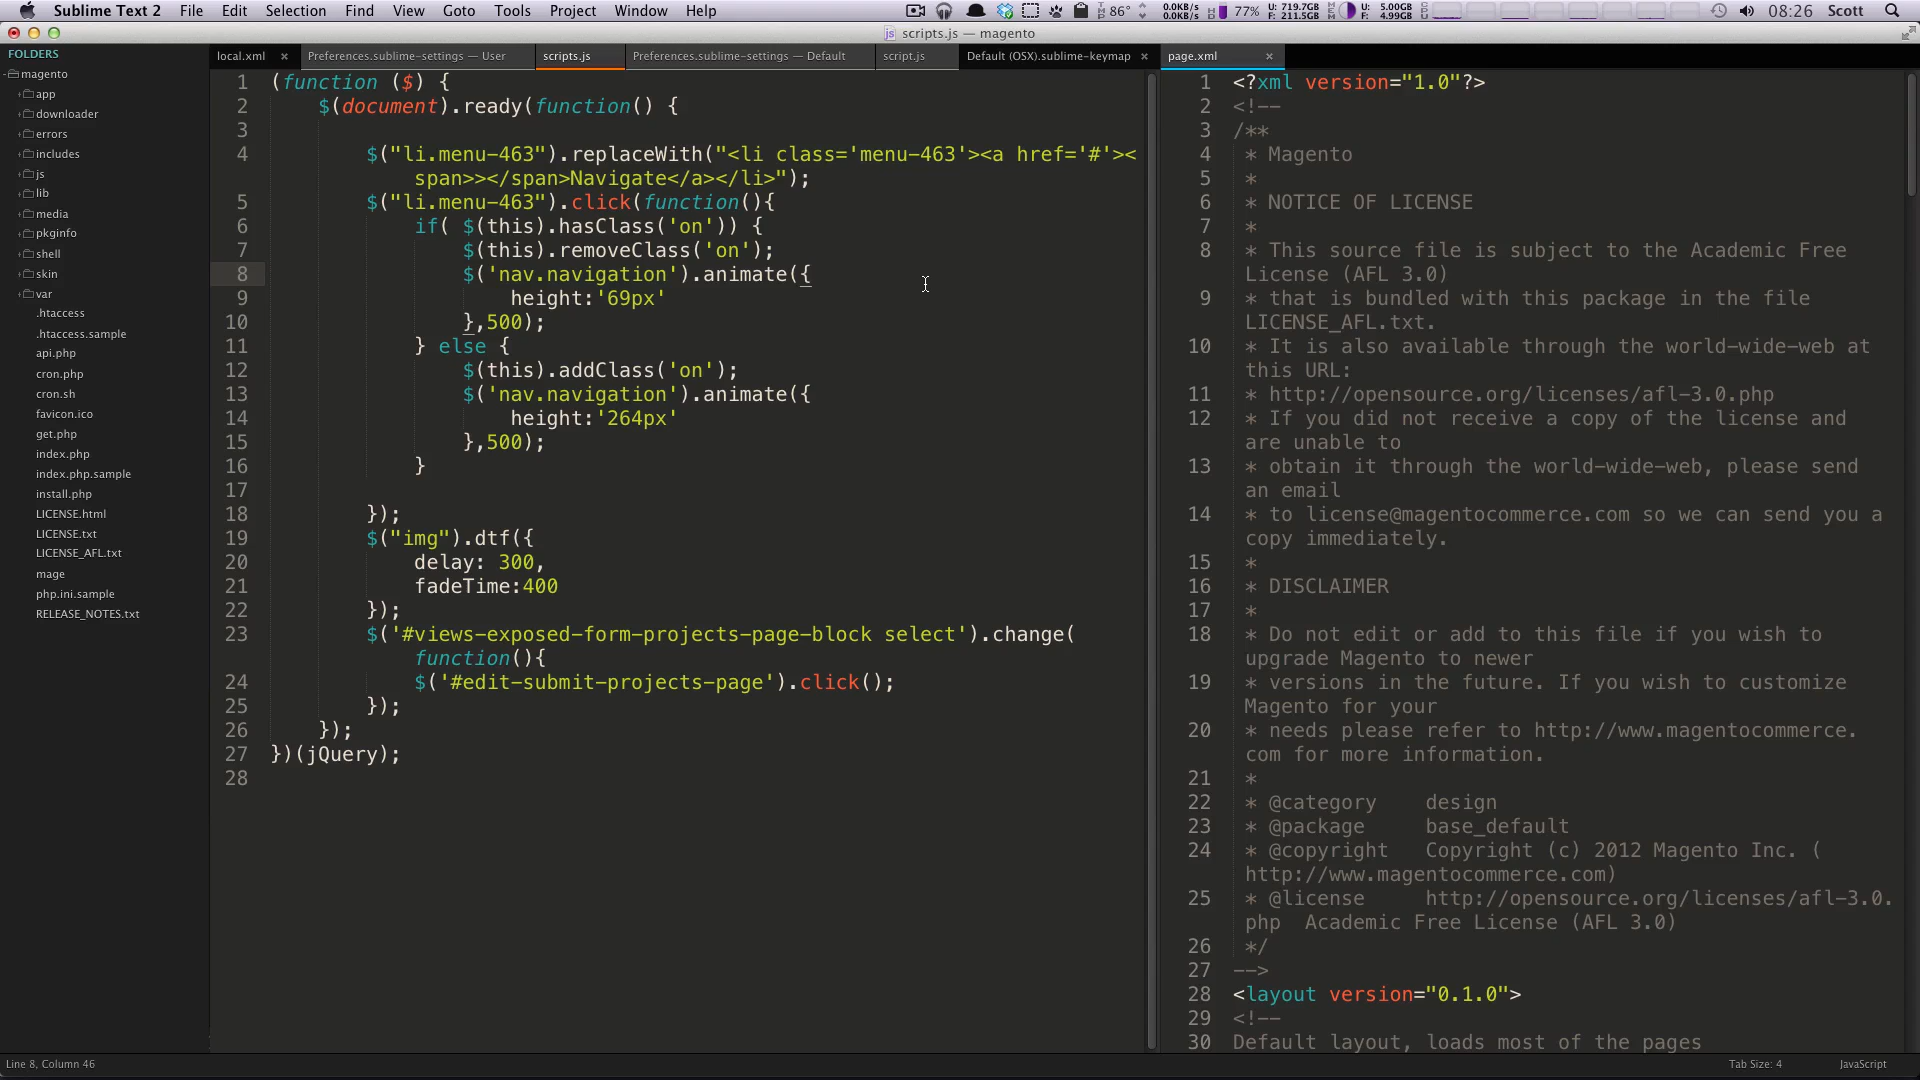 Sublime Text 2 File Edit Selection Find View Goto Tools Project Window Help 86° 0.0KB/s 0.0KB/s 77% U: 719.7GB F: 211.5GB U: 5.00GB F: 4.99GB 08:26 Scott
scripts.js — magento
FOLDERS
magento
app
downloader
errors
includes
js
lib
media
pkginfo
shell
skin
var
.htaccess
.htaccess.sample
api.php
cron.php
cron.sh
favicon.ico
get.php
index.php
index.php.sample
install.php
LICENSE.html
LICENSE.txt
LICENSE_AFL.txt
mage
php.ini.sample
RELEASE_NOTES.txt
local.xml × Preferences.sublime-settings — User scripts.js Preferences.sublime-settings — Default script.js Default (OSX).sublime-keymap × page.xml ×
1 (function ($) {
2 $(document).ready(function() {
3
4 $("li.menu-463").replaceWith("<li class='menu-463'><a href='#'><
span>></span>Navigate</a></li>");
5 $("li.menu-463").click(function(){
6 if( $(this).hasClass('on')) {
7 $(this).removeClass('on');
8 $('nav.navigation').animate({
9 height:'69px'
10 },500);
11 } else {
12 $(this).addClass('on');
13 $('nav.navigation').animate({
14 height:'264px'
15 },500);
16 }
17
18 });
19 $("img").dtf({
20 delay: 300,
21 fadeTime:400
22 });
23 $('#views-exposed-form-projects-page-block select').change(
function(){
24 $('#edit-submit-projects-page').click();
25 });
26 });
27 })(jQuery);
28
1 <?xml version="1.0"?>
2 <!--
3 /**
4 * Magento
5 *
6 * NOTICE OF LICENSE
7 *
8 * This source file is subject to the Academic Free
License (AFL 3.0)
9 * that is bundled with this package in the file
LICENSE_AFL.txt.
10 * It is also available through the world-wide-web at
this URL:
11 * http://opensource.org/licenses/afl-3.0.php
12 * If you did not receive a copy of the license and
are unable to
13 * obtain it through the world-wide-web, please send
an email
14 * to license@magentocommerce.com so we can send you a
copy immediately.
15 *
16 * DISCLAIMER
17 *
18 * Do not edit or add to this file if you wish to
upgrade Magento to newer
19 * versions in the future. If you wish to customize
Magento for your
20 * needs please refer to http://www.magentocommerce.
com for more information.
21 *
22 * @category design
23 * @package base_default
24 * @copyright Copyright (c) 2012 Magento Inc. (
http://www.magentocommerce.com)
25 * @license http://opensource.org/licenses/afl-3.0.
php Academic Free License (AFL 3.0)
26 */
27 -->
28 <layout version="0.1.0">
29 <!--
30 Default layout, loads most of the pages
Line 8, Column 46 Tab Size: 4 JavaScript